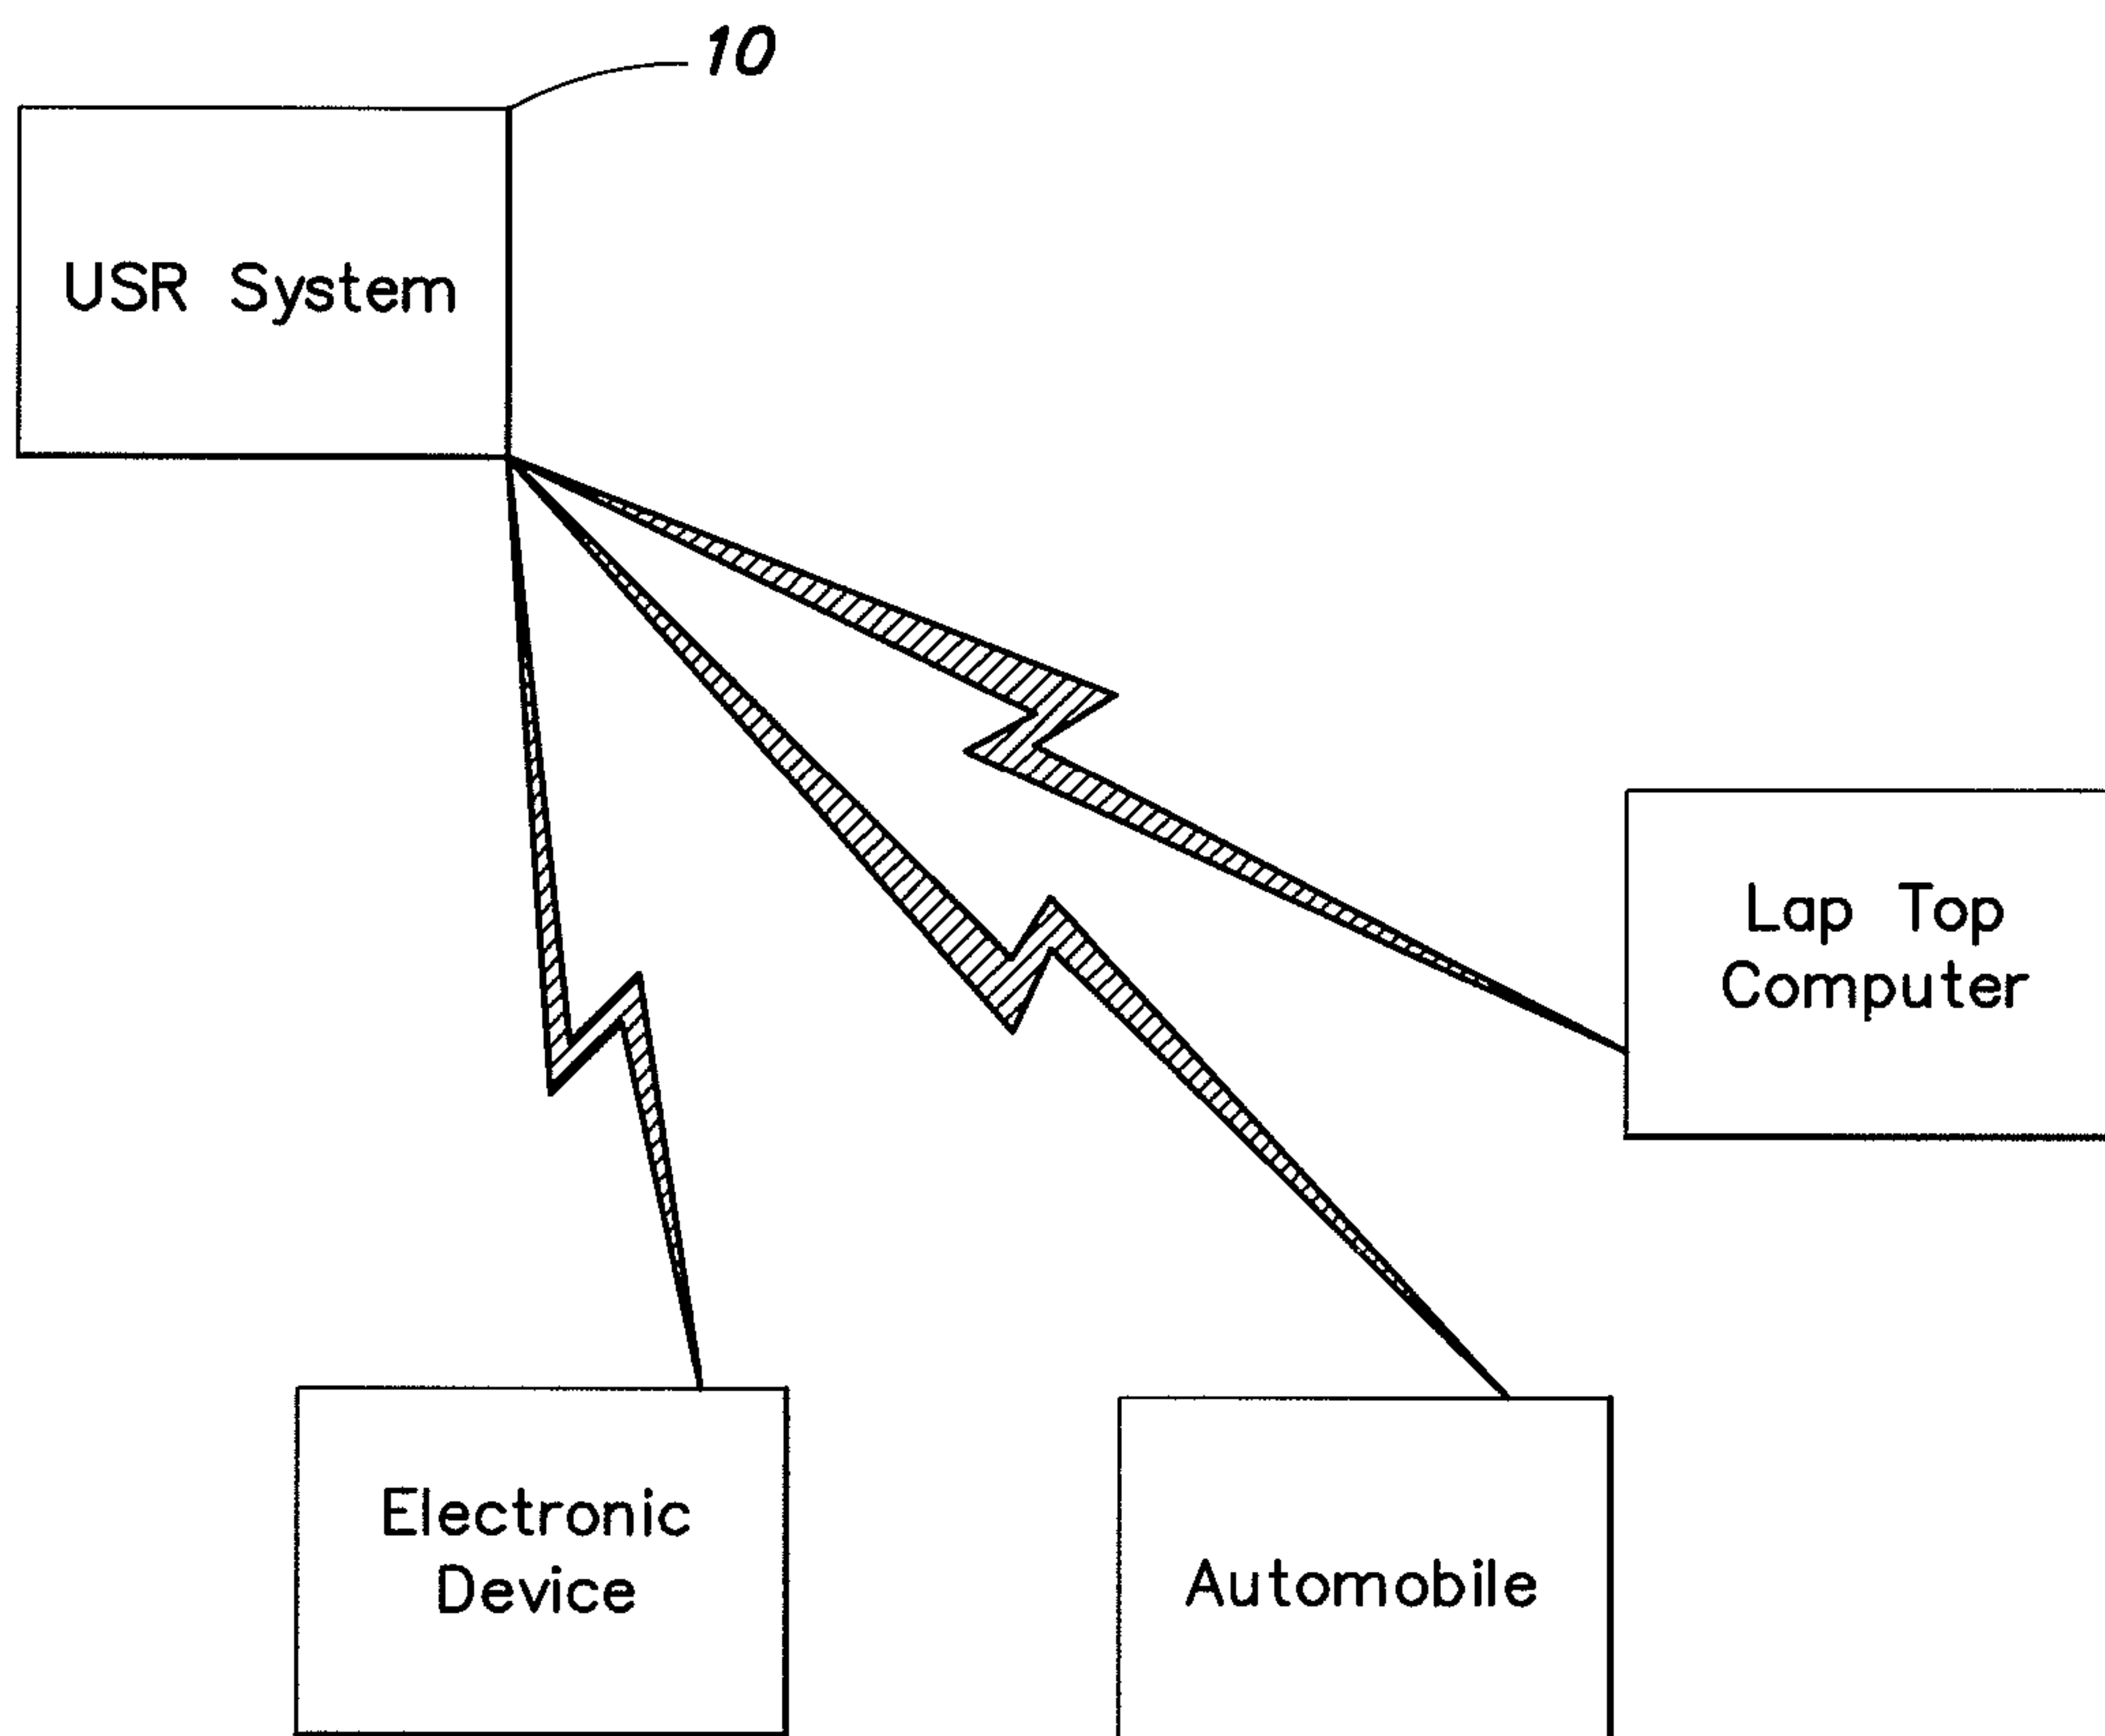 10
USR System
Lap Top
Computer
Electronic
Device
Automobile